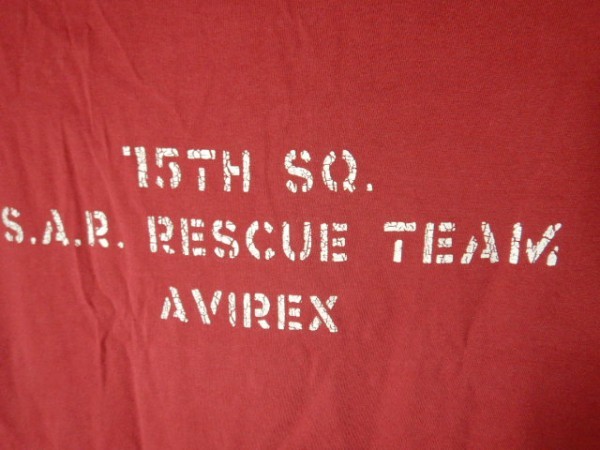 15TH SQ.
S.A.R. RESCUE TEAM
AVIREX